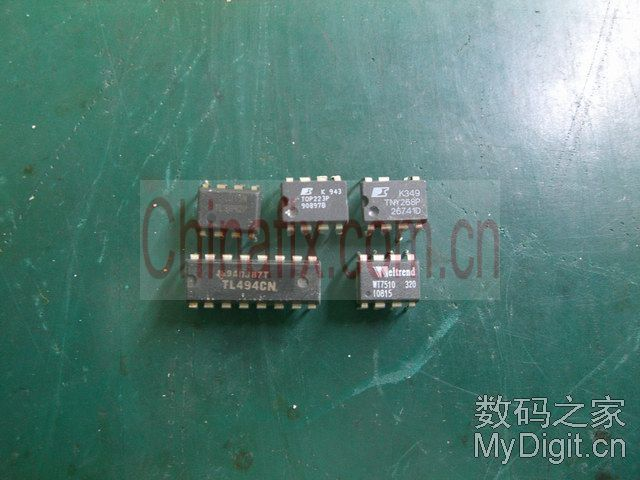 K 943
TOP223P
90897B
K349
TNY268P
26741D
Chinafix.com
TL494CN
Weltrend
WT7510 320
10815
数码之家
MyDigit.cn